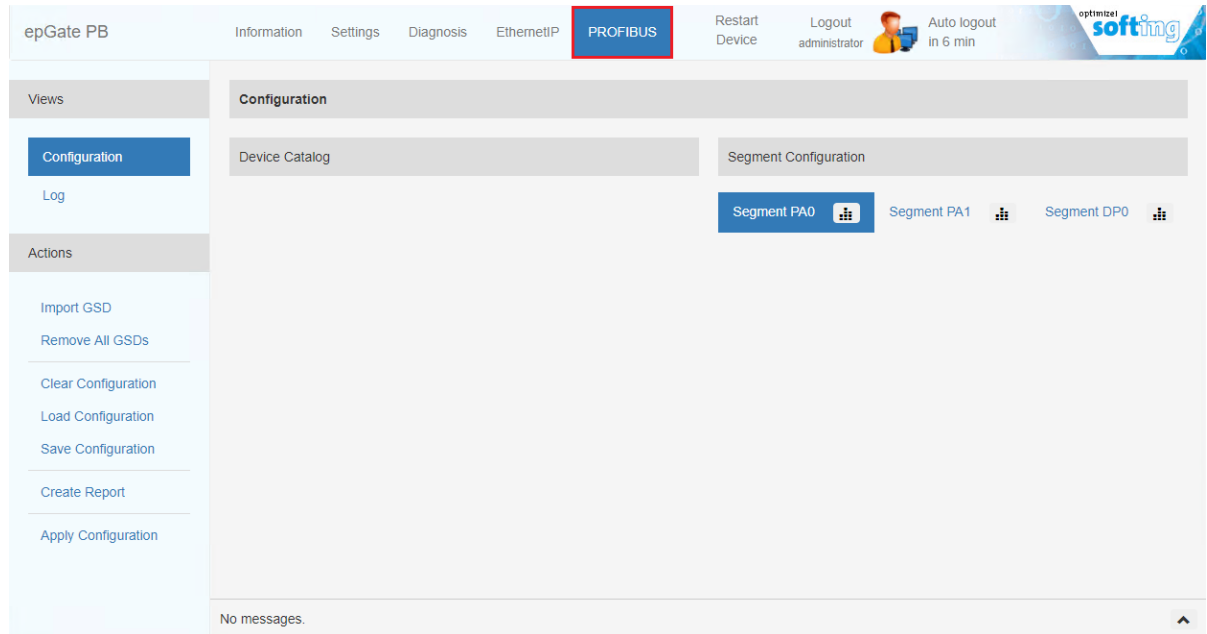 epGate PB
Information Settings Diagnosis EthernetIP PROFIBUS
Restart Device
Logout administrator
Auto logout in 6 min
optimize!
softing
Views
Configuration
Log
Actions
Import GSD
Remove All GSDs
Clear Configuration
Load Configuration
Save Configuration
Create Report
Apply Configuration
Configuration
Device Catalog
Segment Configuration
Segment PA0 Segment PA1 Segment DP0
No messages.